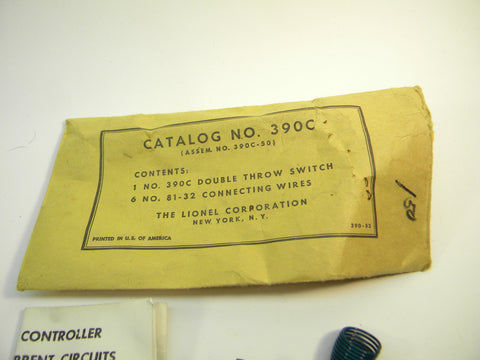 CATALOG NO. 390C
(ASSEM. NO. 390C-50)
CONTENTS:
1 NO. 390C DOUBLE THROW SWITCH
6 NO. 81-32 CONNECTING WIRES
THE LIONEL CORPORATION
NEW YORK, N. Y.
PRINTED IN U.S. OF AMERICA
390-32
CONTROLLER
CIRCUITS